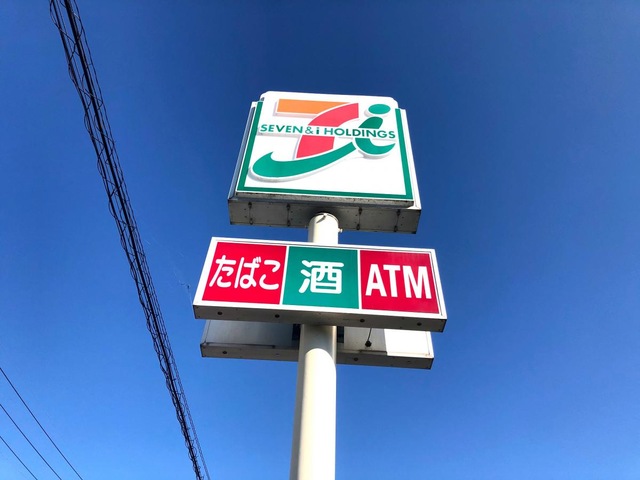 SEVEN & i HOLDINGS
たばこ 酒 ATM